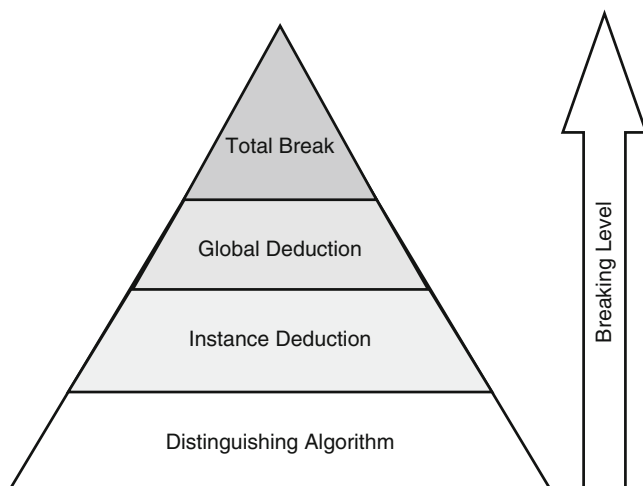 Total Break
Global Deduction
Instance Deduction
Distinguishing Algorithm
Breaking Level